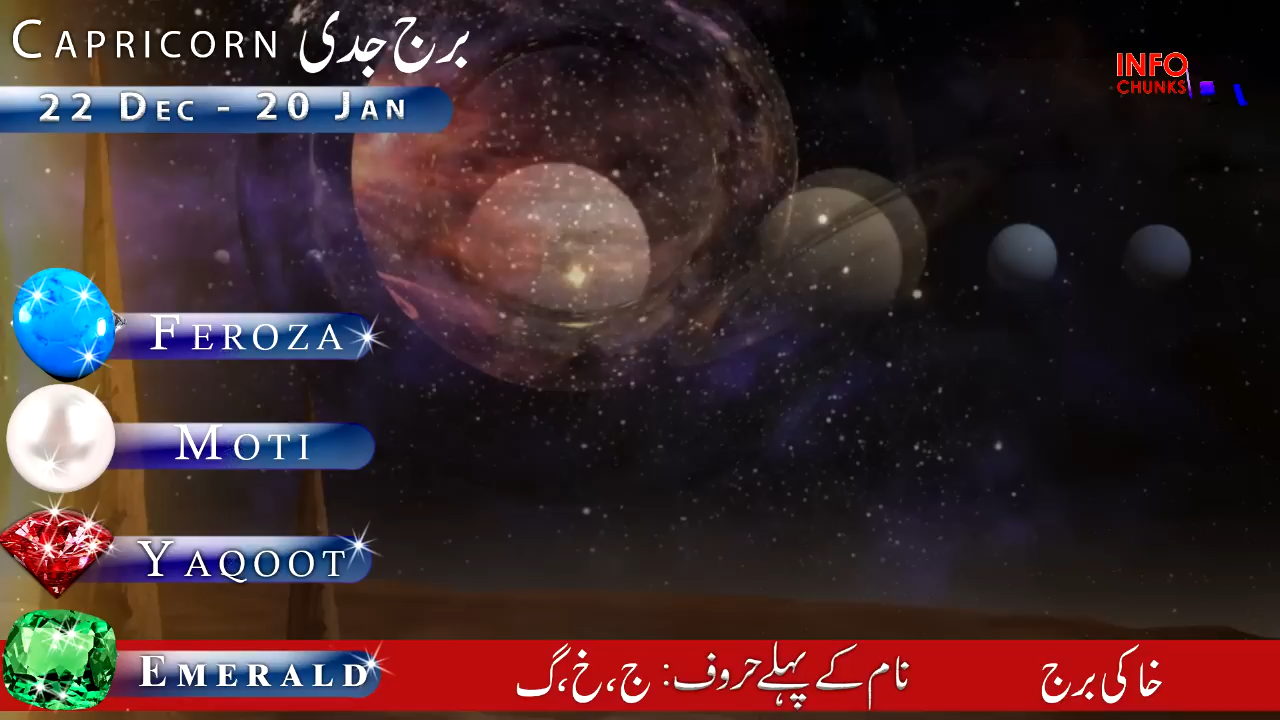 CAPRICORN برج جدی
22 DEC - 20 JAN
INFO
CHUNKS
FEROZA
MOTI
YAQOOT
EMERALD
نام کے پہلے حروف: ج، خ، گ
خاکی برج